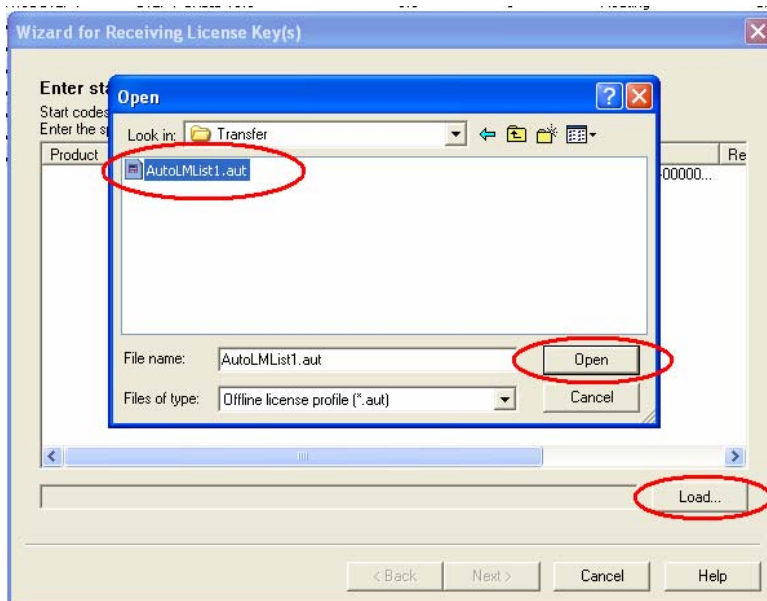 Wizard for Receiving License Key(s)
Enter sta
Start codes
Enter the s
Product
Re
-00000...
Open
Look in: Transfer
AutoLMList1.aut
File name: AutoLMList1.aut
Open
Files of type: Offline license profile (*.aut)
Cancel
Load...
< Back
Next >
Cancel
Help